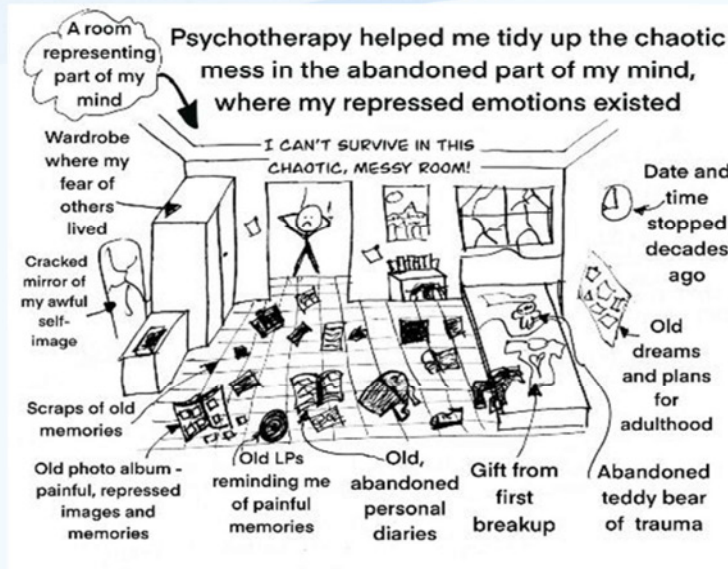 A room
representing
part of my
mind
Psychotherapy helped me tidy up the chaotic
mess in the abandoned part of my mind,
where my repressed emotions existed
I CAN'T SURVIVE IN THIS
CHAOTIC, MESSY ROOM!
Wardrobe
where my
fear of
others
lived
Date and
time
stopped
decades
ago
Cracked
mirror of
my awful
self-
image
Old
dreams
and plans
for
adulthood
Scraps of old
memories
Old photo album -
painful, repressed
images and
memories
Old LPs
reminding me
of painful
memories
Old,
abandoned
personal
diaries
Gift from
first
breakup
Abandoned
teddy bear
of trauma